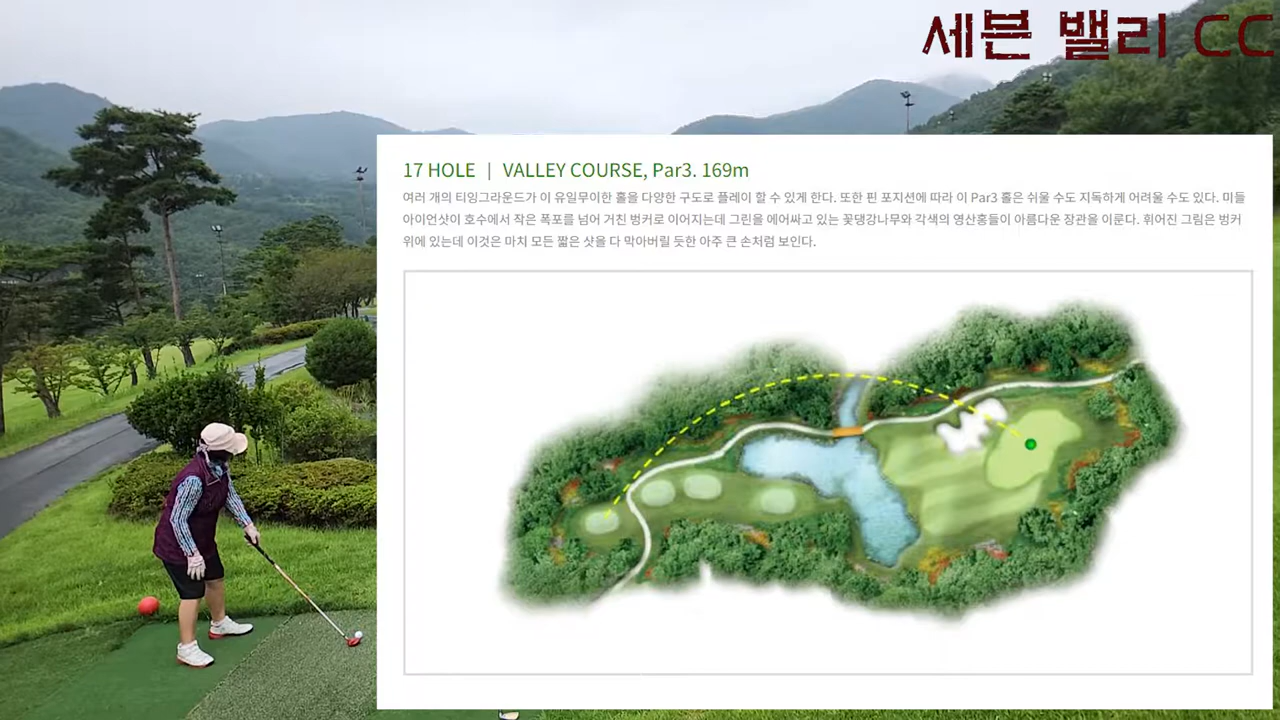 세븐 밸리 CC
17 HOLE | VALLEY COURSE, Par3. 169m
여러 개의 티잉그라운드가 이 유일무이한 홀을 다양한 구도로 플레이 할 수 있게 한다. 또한 핀 포지션에 따라 이 Par3 홀은 쉬울 수도 지독하게 어려울 수도 있다. 미들
아이언샷이 호수에서 작은 폭포를 넘어 거친 벙커로 이어지는데 그린을 에어싸고 있는 꽃댕강나무와 각색의 영산홍들이 아름다운 장관을 이룬다. 휘어진 그림은 벙커
위에 있는데 이것은 마치 모든 짧은 샷을 다 막아버릴 듯한 아주 큰 손처럼 보인다.